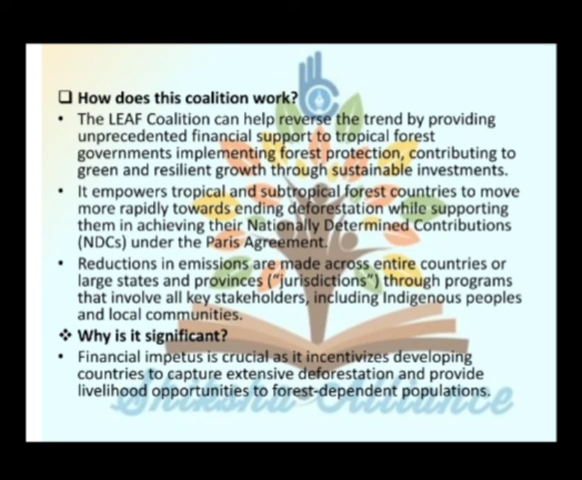 ❑ How does this coalition work?
• The LEAF Coalition can help reverse the trend by providing
unprecedented financial support to tropical forest
governments implementing forest protection, contributing to
green and resilient growth through sustainable investments.
• It empowers tropical and subtropical forest countries to move
more rapidly towards ending deforestation while supporting
them in achieving their Nationally Determined Contributions
(NDCs) under the Paris Agreement.
• Reductions in emissions are made across entire countries or
large states and provinces ("jurisdictions") through programs
that involve all key stakeholders, including Indigenous peoples
and local communities.
❖ Why is it significant?
• Financial impetus is crucial as it incentivizes developing
countries to capture extensive deforestation and provide
livelihood opportunities to forest-dependent populations.
Shiksha Alliance